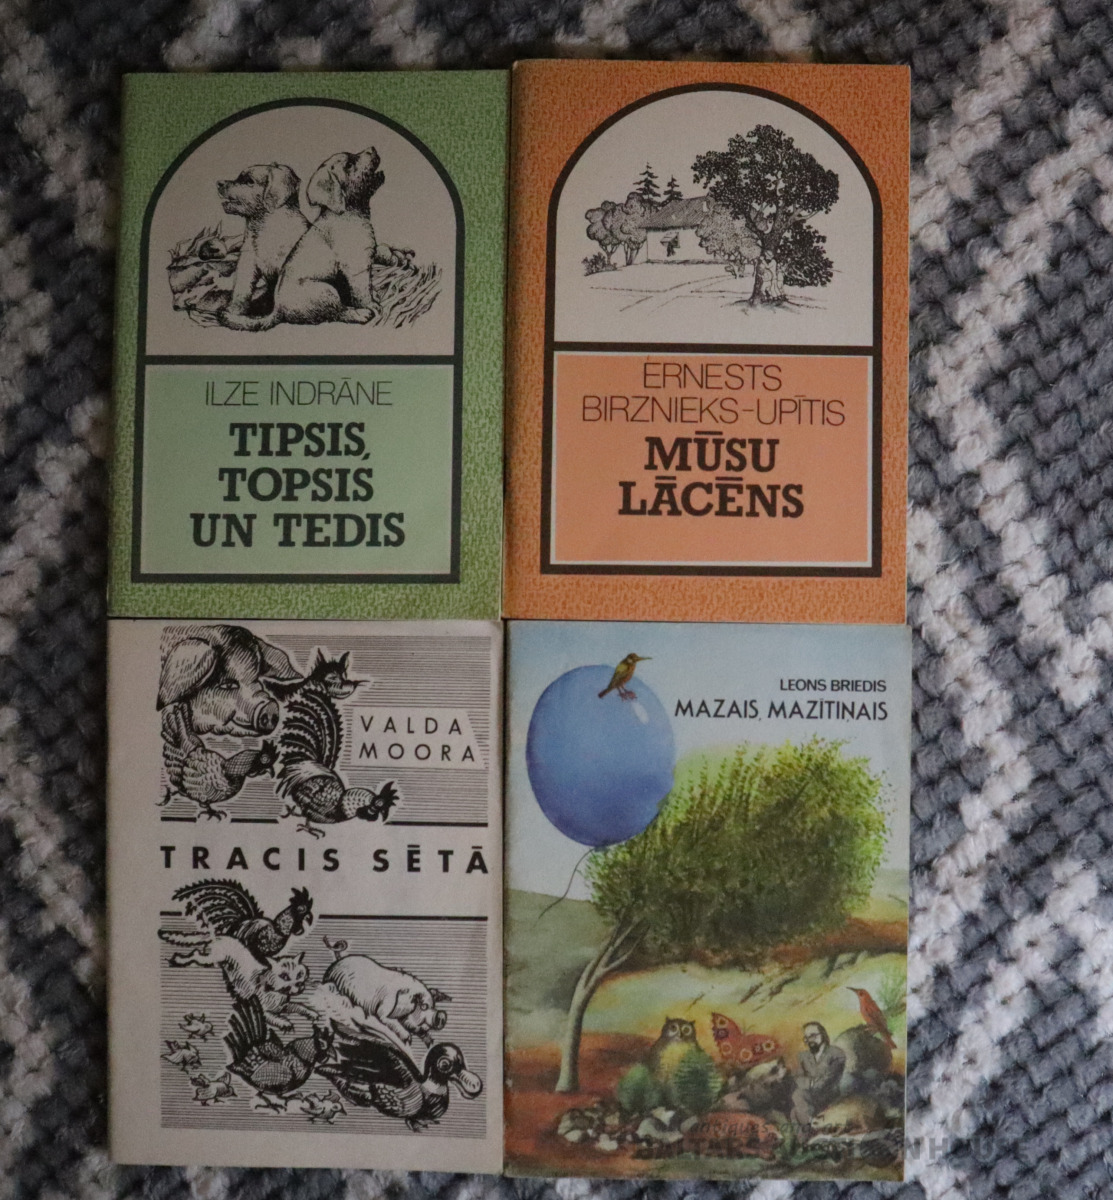 ILZE INDRĀNE
TIPSIS,
TOPSIS
UN TEDIS
ĒRNESTS
BIRZNIEKS-UPĪTIS
MŪSU
LĀCĒNS
VALDA
MOORA
TRACIS SĒTĀ
LEONS BRIEDIS
MAZAIS, MAZĪTIŅAIS